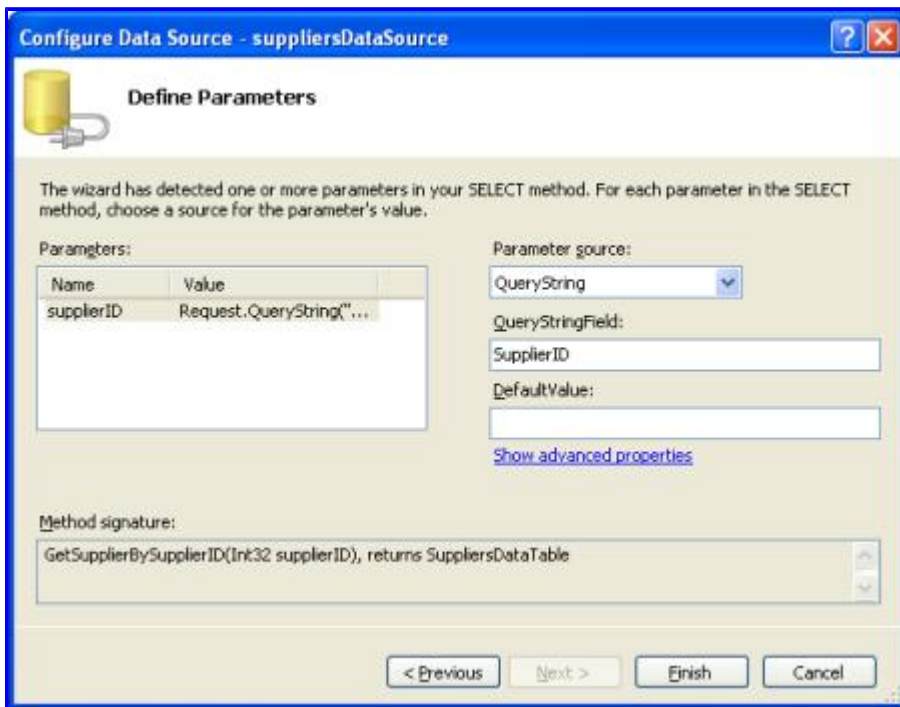 Configure Data Source - suppliersDataSource
Define Parameters
The wizard has detected one or more parameters in your SELECT method. For each parameter in the SELECT
method, choose a source for the parameter's value.
Parameters:
Name Value
supplierID Request.QueryString("...
Parameter source:
QueryString
QueryStringField:
SupplierID
DefaultValue:
Show advanced properties
Method signature:
GetSupplierBySupplierID(Int32 supplierID), returns SuppliersDataTable
< Previous Next > Finish Cancel